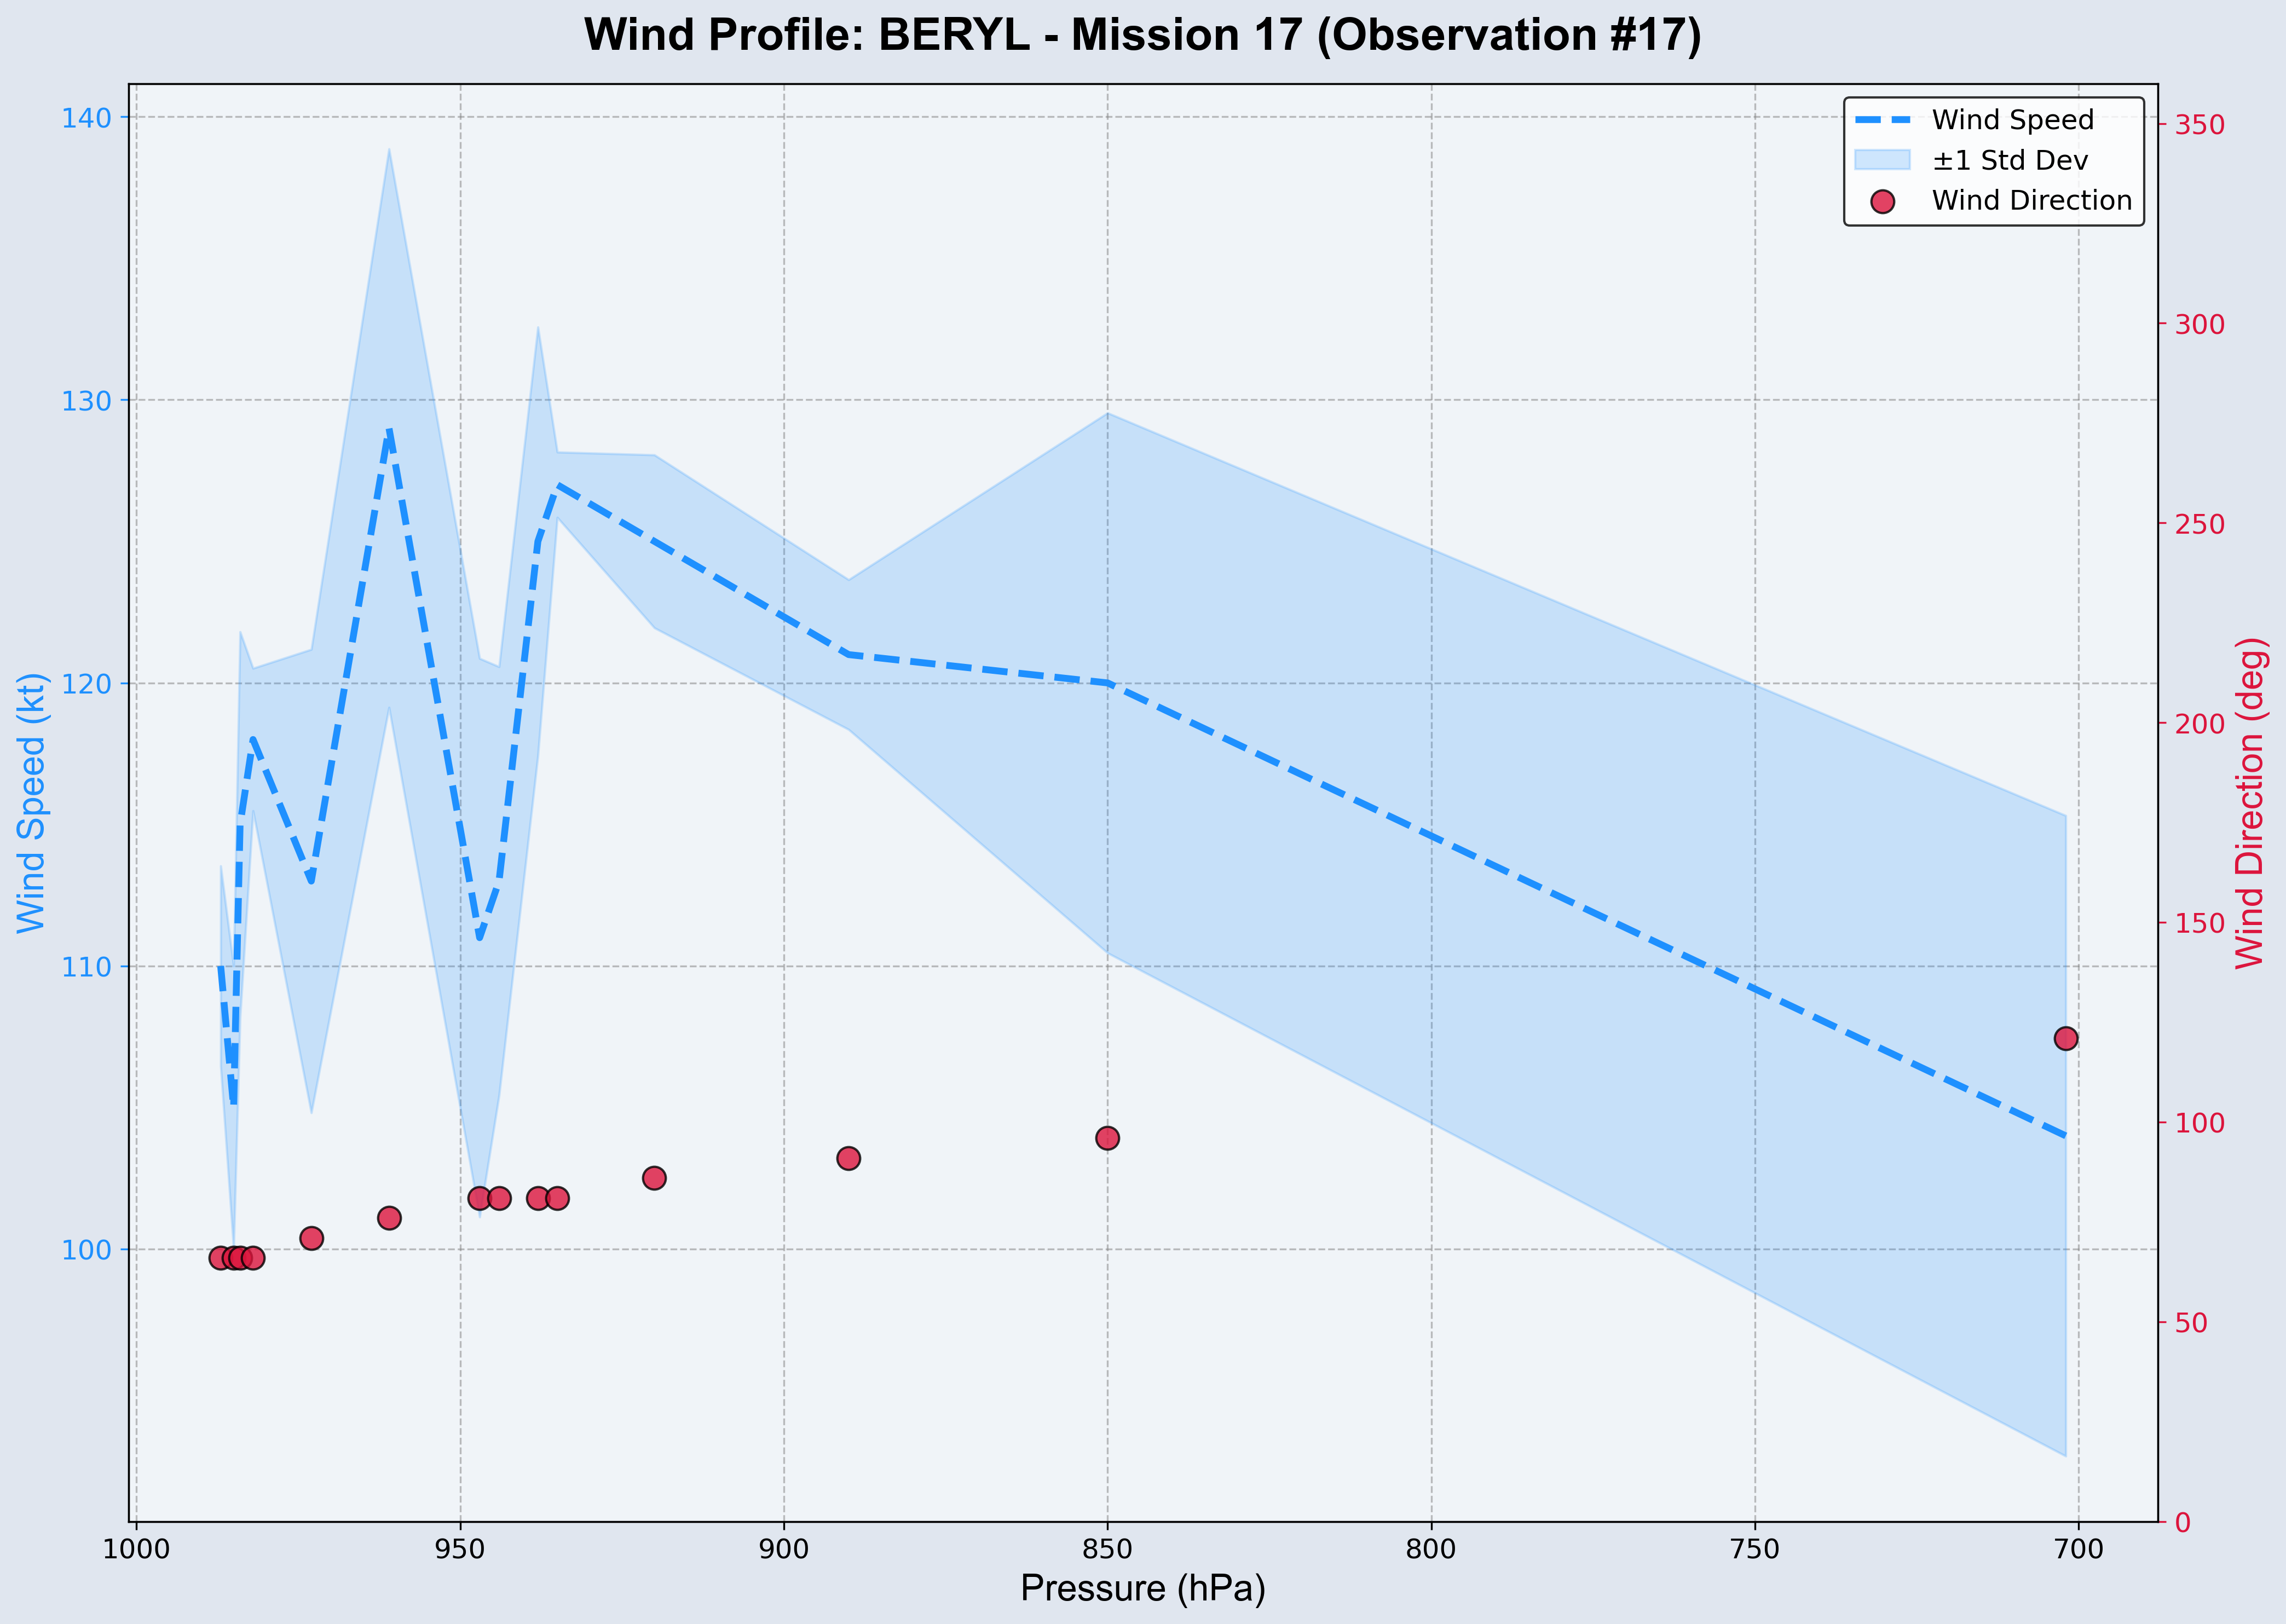 Wind Profile: BERYL - Mission 17 (Observation #17)
Wind Speed
±1 Std Dev
Wind Direction
Wind Speed (kt)
140
130
120
110
100
Wind Direction (deg)
350
300
250
200
150
100
50
0
1000
950
900
850
800
750
700
Pressure (hPa)